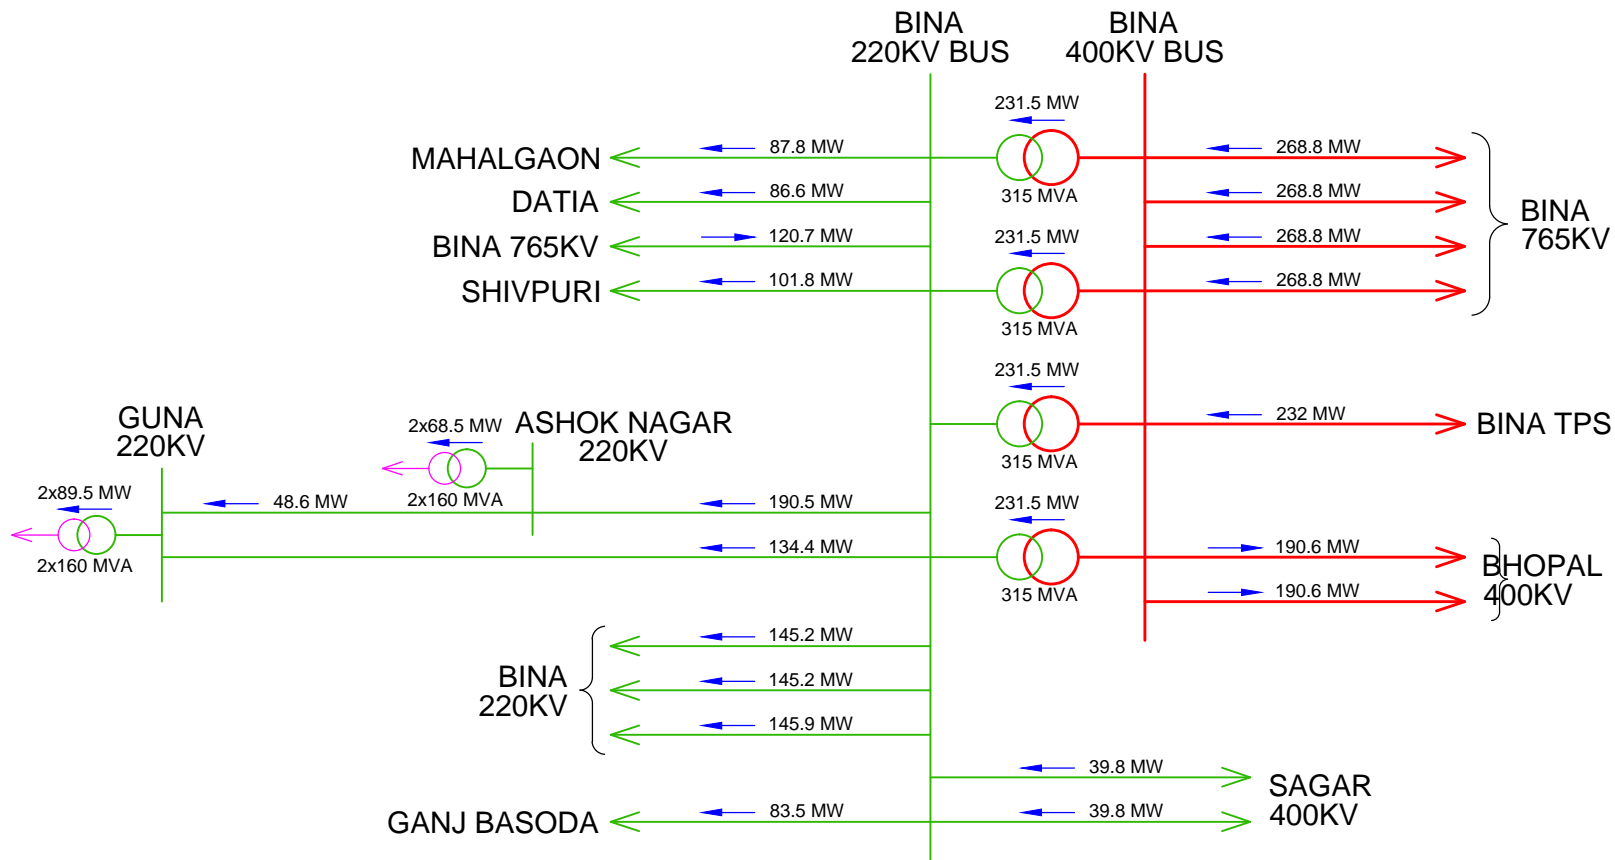 BINA
220KV BUS
BINA
400KV BUS
231.5 MW
MAHALGAON
87.8 MW
315 MVA
268.8 MW
DATIA
86.6 MW
268.8 MW
BINA
765KV
BINA 765KV
120.7 MW
231.5 MW
268.8 MW
SHIVPURI
101.8 MW
315 MVA
268.8 MW
231.5 MW
315 MVA
232 MW
BINA TPS
GUNA
220KV
2x68.5 MW
ASHOK NAGAR
220KV
2x160 MVA
2x89.5 MW
48.6 MW
190.5 MW
231.5 MW
2x160 MVA
134.4 MW
315 MVA
190.6 MW
190.6 MW
BHOPAL
400KV
BINA
220KV
145.2 MW
145.2 MW
145.9 MW
39.8 MW
SAGAR
400KV
GANJ BASODA
83.5 MW
39.8 MW